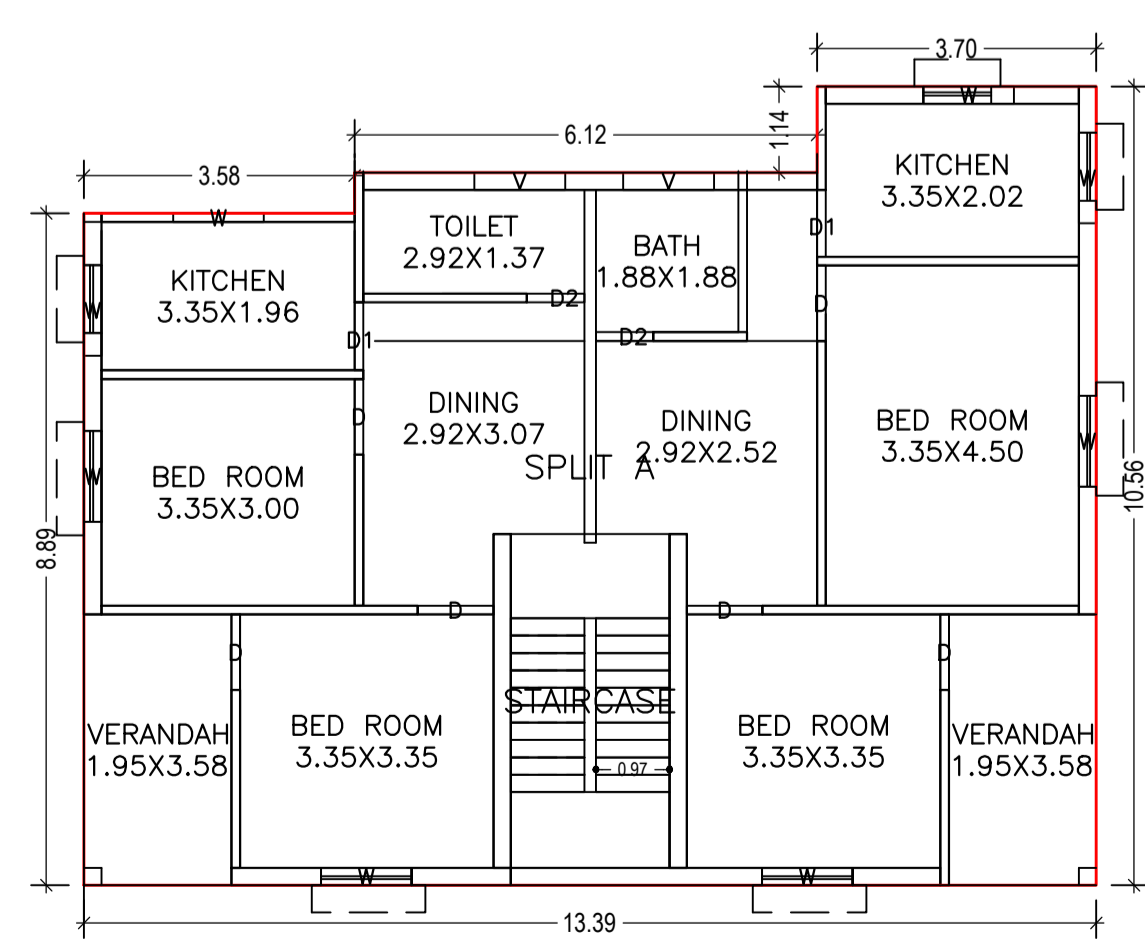 3.70
6.12
1.14
3.58
W
KITCHEN
3.35X2.02
W
V
V
W
TOILET
2.92X1.37
BATH
1.88X1.88
D1
KITCHEN
3.35X1.96
W
D2
D
D1
D2
DINING
2.92X3.07
DINING
2.92X2.52
BED ROOM
3.35X4.50
W
D
SPLIT A
BED ROOM
3.35X3.00
W
10.56
8.89
D
D
D
D
STAIRCASE
VERANDAH
1.95X3.58
BED ROOM
3.35X3.35
0.97
BED ROOM
3.35X3.35
VERANDAH
1.95X3.58
W
W
13.39